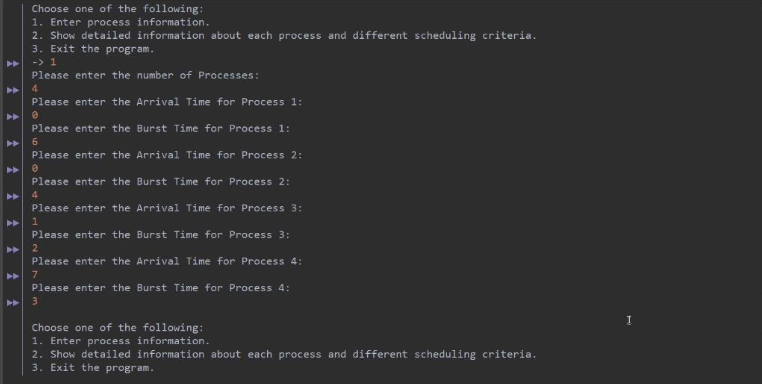 Choose one of the following:
1. Enter process information.
2. Show detailed information about each process and different scheduling criteria.
3. Exit the program.
-> 1
Please enter the number of Processes:
4
Please enter the Arrival Time for Process 1:
0
Please enter the Burst Time for Process 1:
6
Please enter the Arrival Time for Process 2:
0
Please enter the Burst Time for Process 2:
4
Please enter the Arrival Time for Process 3:
1
Please enter the Burst Time for Process 3:
2
Please enter the Arrival Time for Process 4:
7
Please enter the Burst Time for Process 4:
3
Choose one of the following:
1. Enter process information.
2. Show detailed information about each process and different scheduling criteria.
3. Exit the program.